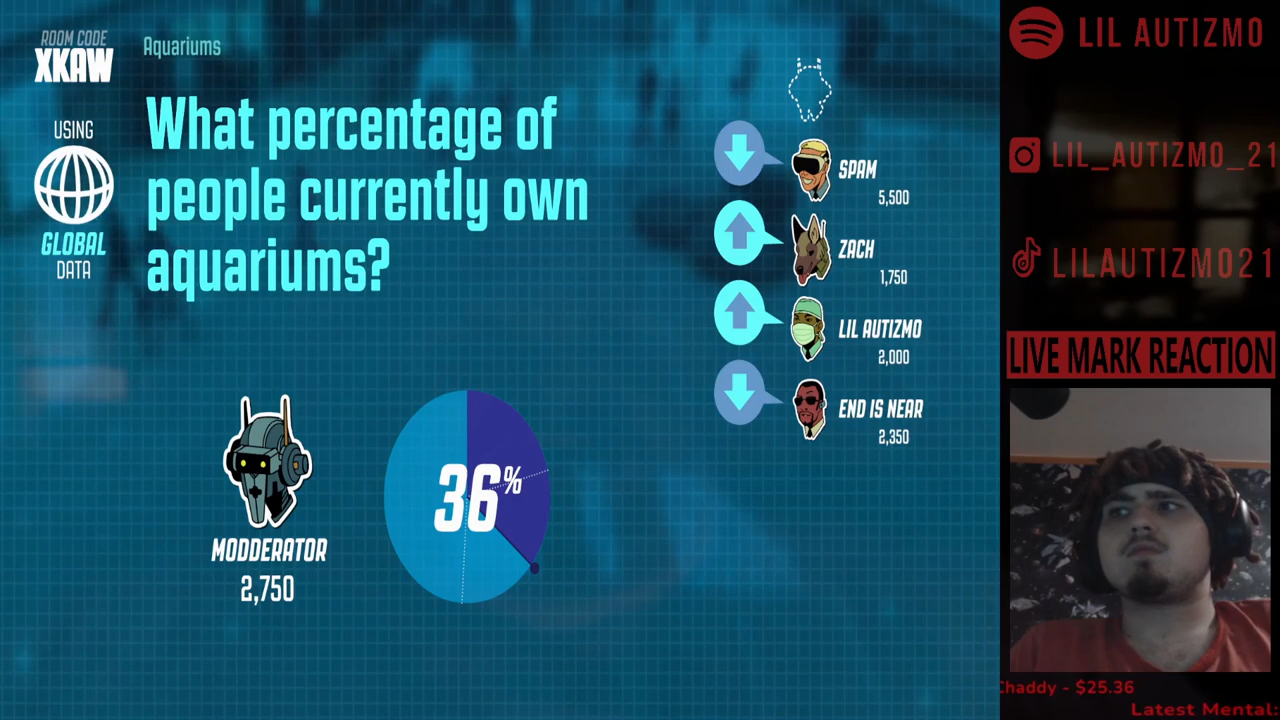 ROOM CODE
XKAW
Aquariums
USING
GLOBAL
DATA
What percentage of
people currently own
aquariums?
SPAM
5,500
ZACH
1,750
LIL AUTIZMO
2,000
END IS NEAR
2,350
36%
MODDERATOR
2,750
LIL AUTIZMO
LIL_AUTIZMO_21
LILAUTIZMO21
LIVE MARK REACTION
Chaddy - $25.36
Latest Mental: